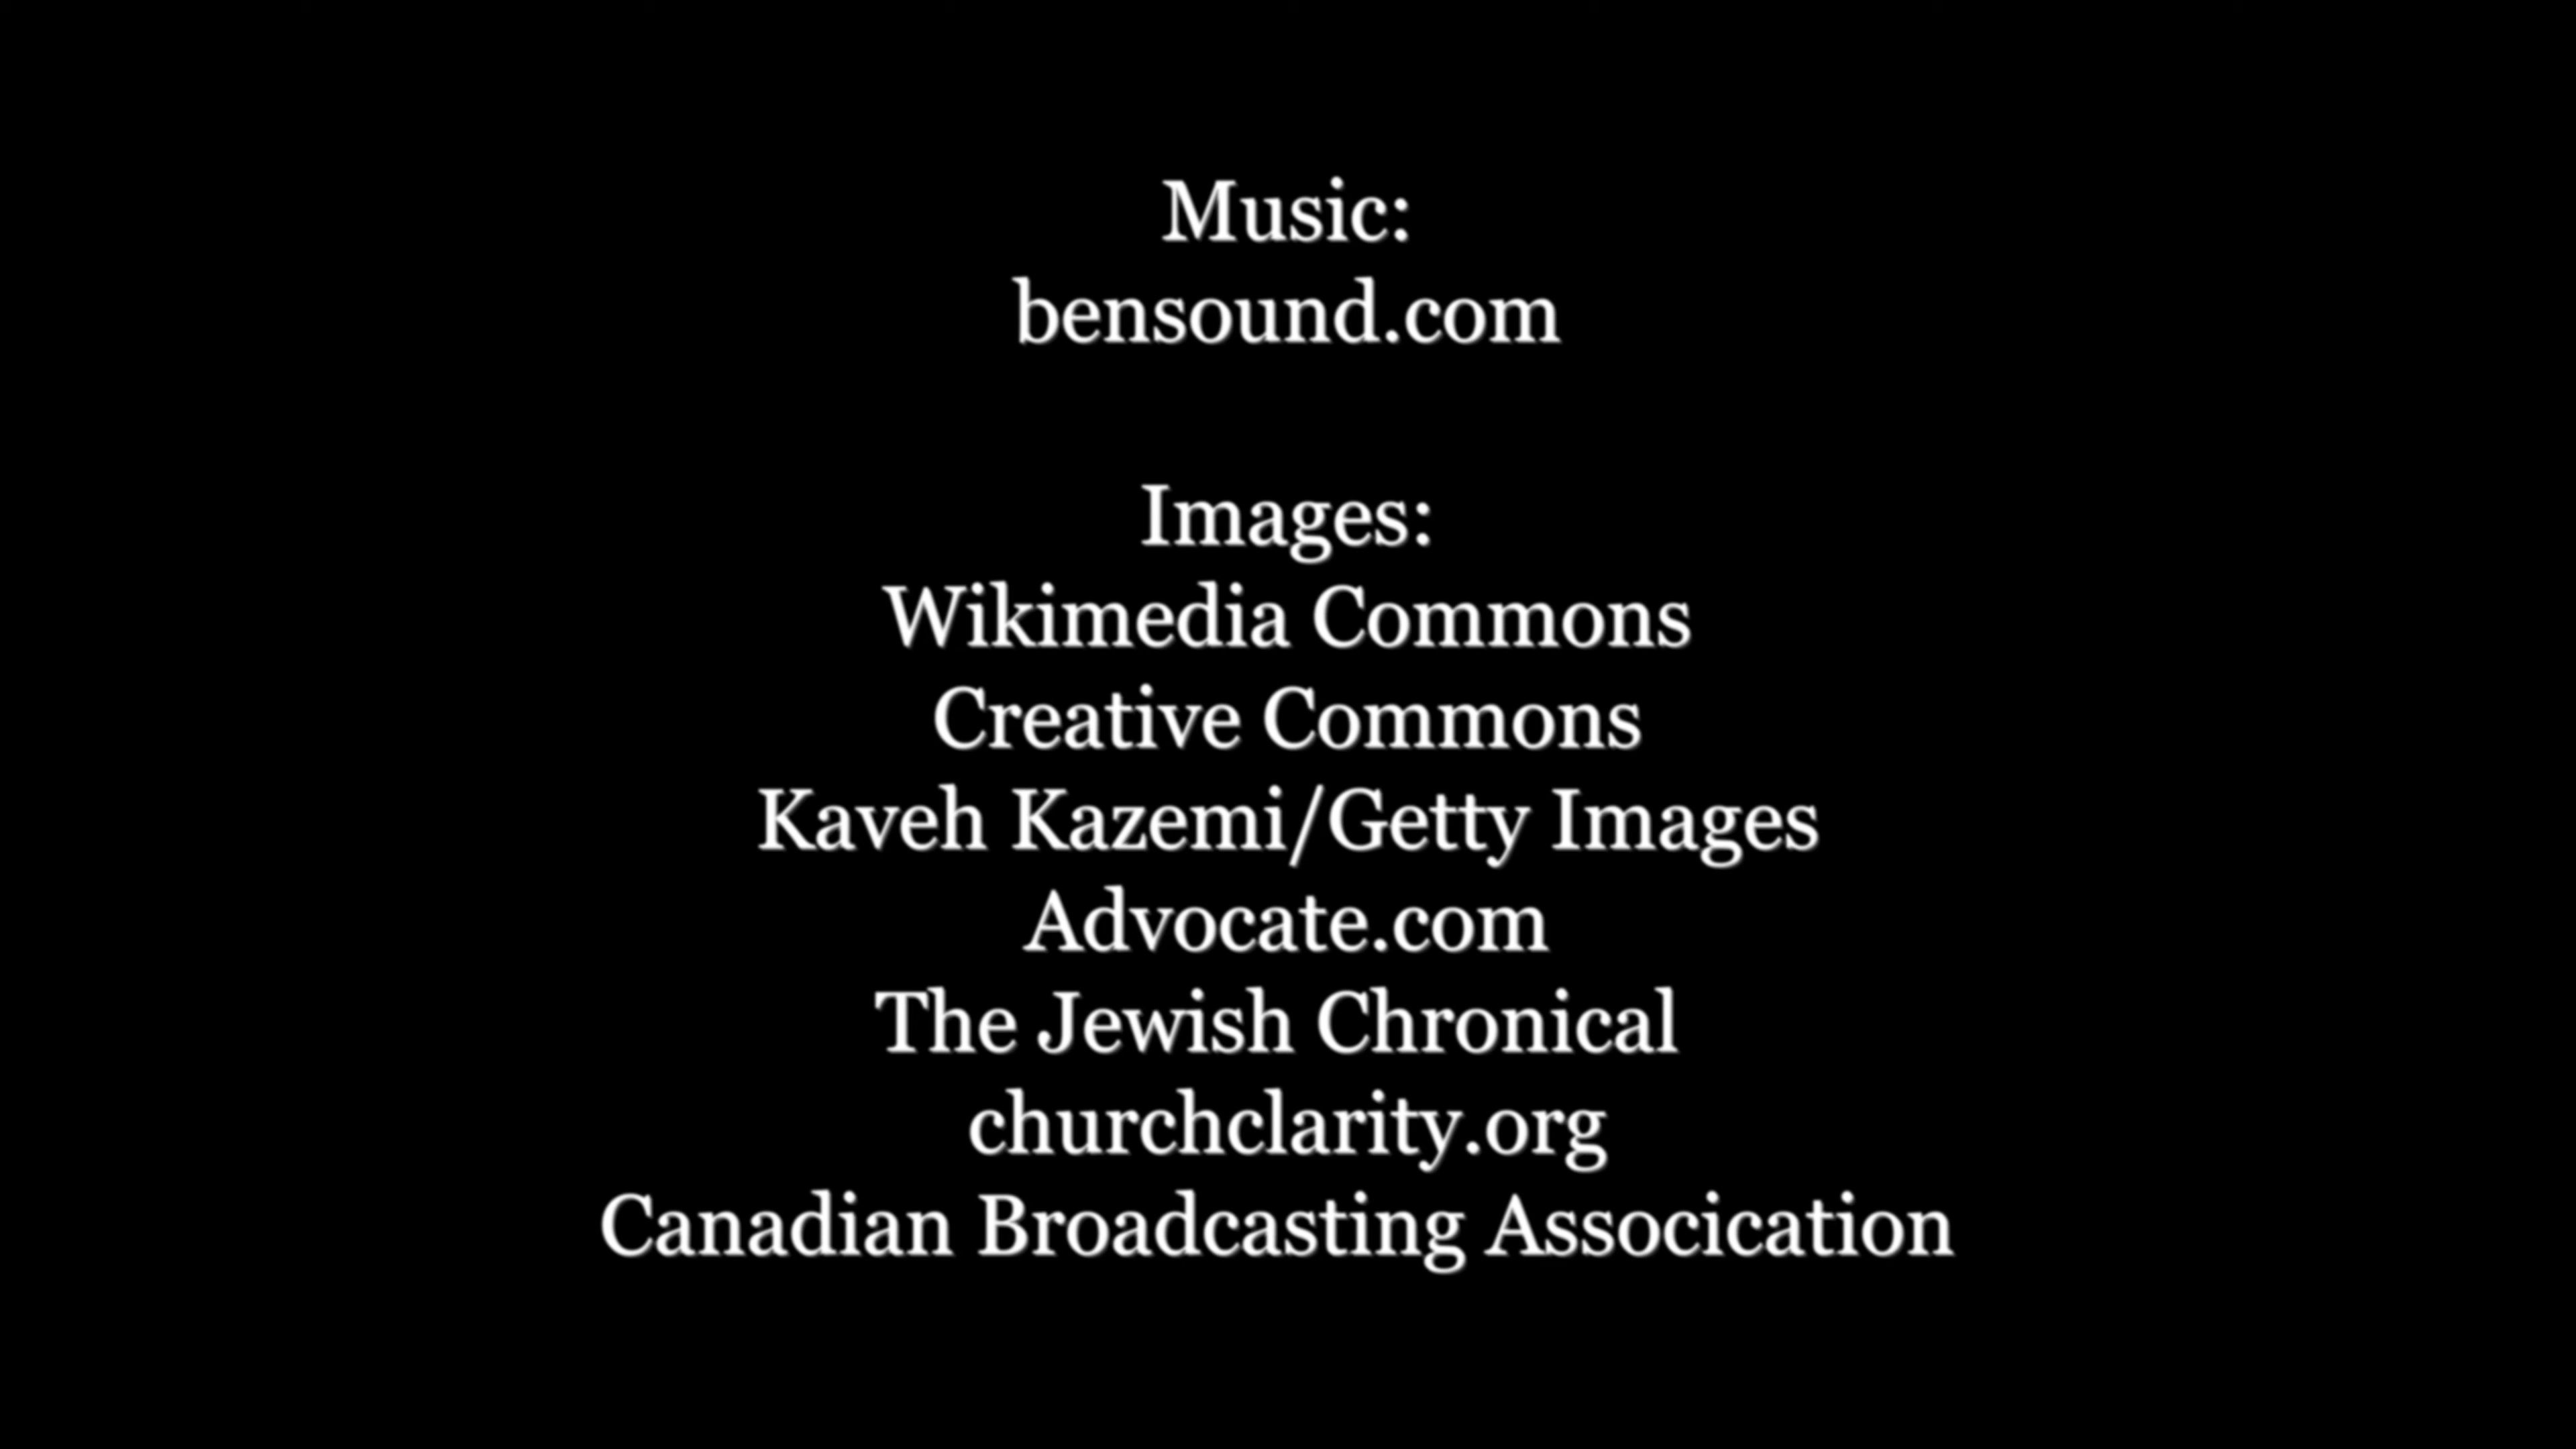 Music:
bensound.com
Images:
Wikimedia Commons
Creative Commons
Kaveh Kazemi/Getty Images
Advocate.com
The Jewish Chronical
churchclarity.org
Canadian Broadcasting Assocication